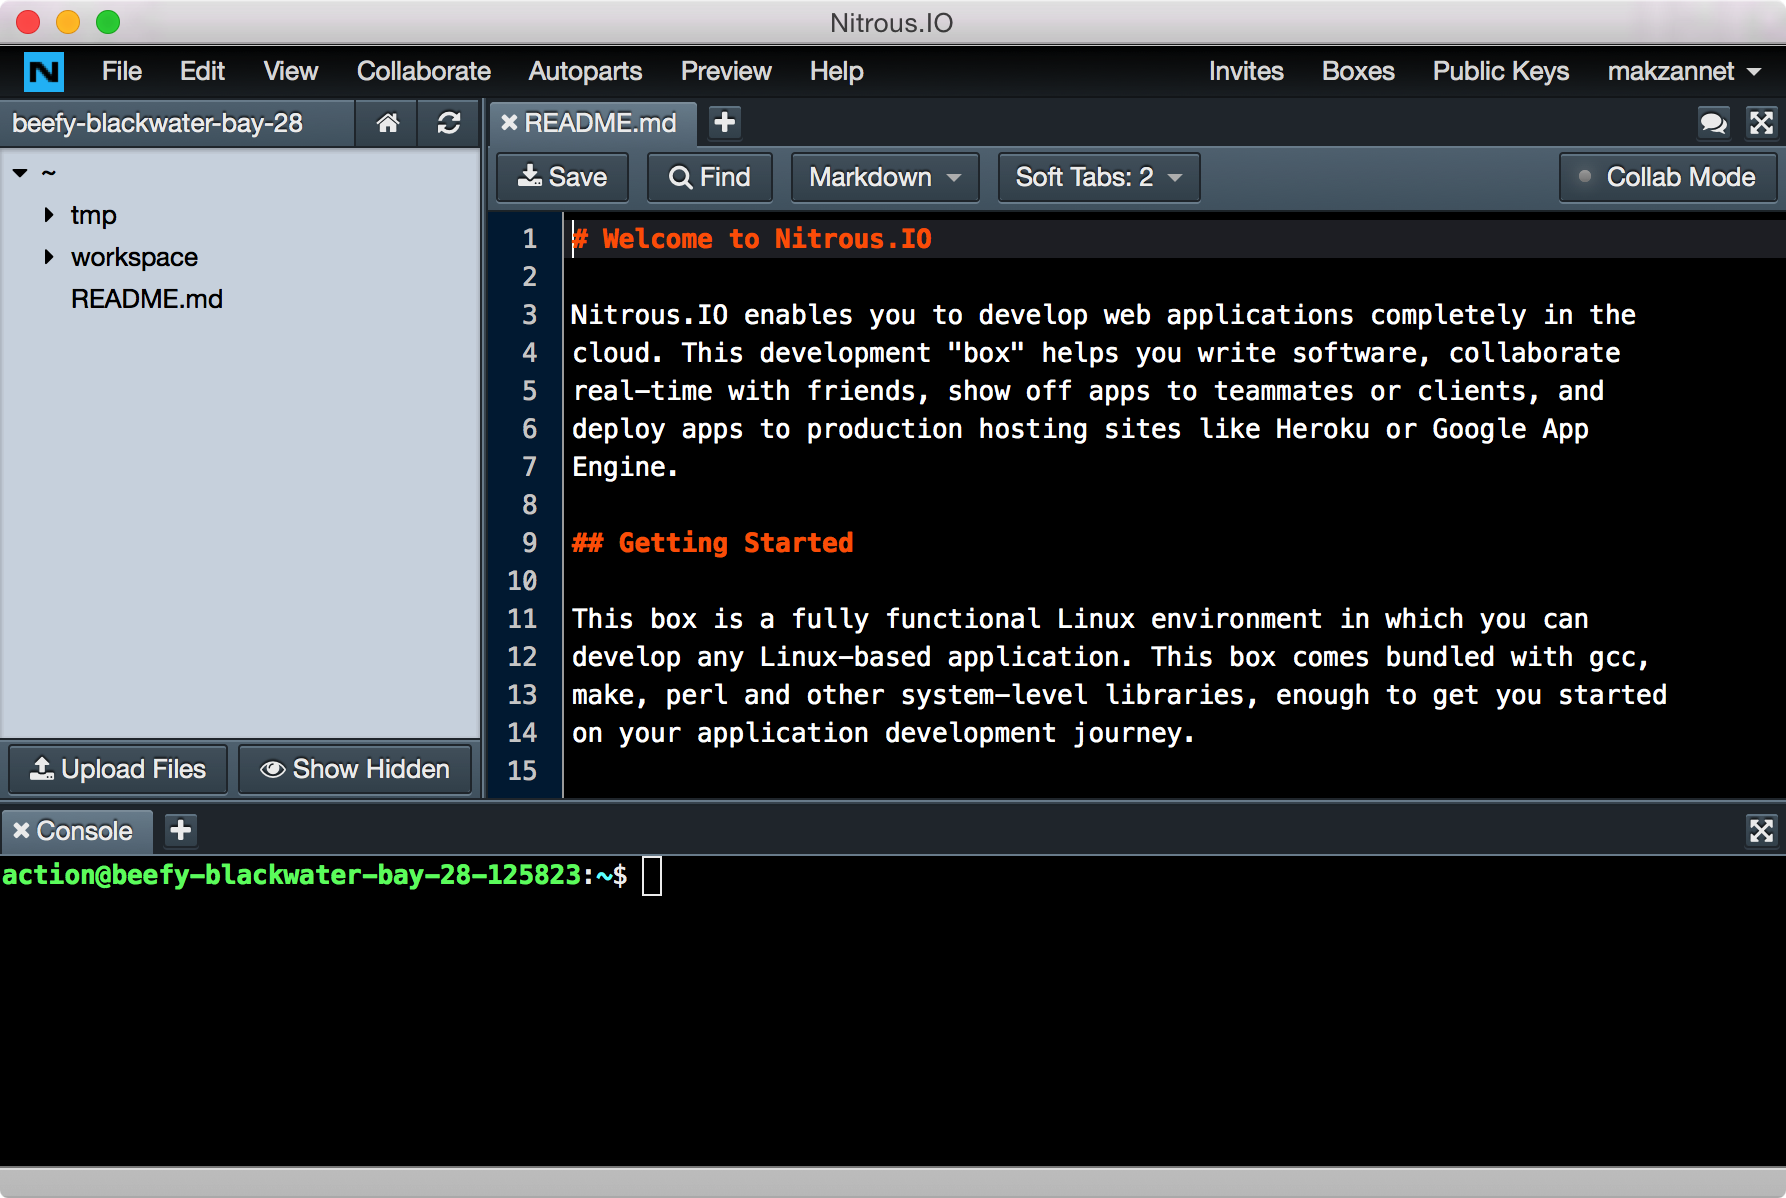 Nitrous.IO
N File Edit View Collaborate Autoparts Preview Help Invites Boxes Public Keys makzannet
beefy-blackwater-bay-28
README.md
Save Find Markdown Soft Tabs: 2 Collab Mode
~
tmp
workspace
README.md
Upload Files Show Hidden
1 # Welcome to Nitrous.IO
2
3 Nitrous.IO enables you to develop web applications completely in the
4 cloud. This development "box" helps you write software, collaborate
5 real-time with friends, show off apps to teammates or clients, and
6 deploy apps to production hosting sites like Heroku or Google App
7 Engine.
8
9 ## Getting Started
10
11 This box is a fully functional Linux environment in which you can
12 develop any Linux-based application. This box comes bundled with gcc,
13 make, perl and other system-level libraries, enough to get you started
14 on your application development journey.
15
Console
action@beefy-blackwater-bay-28-125823:~$